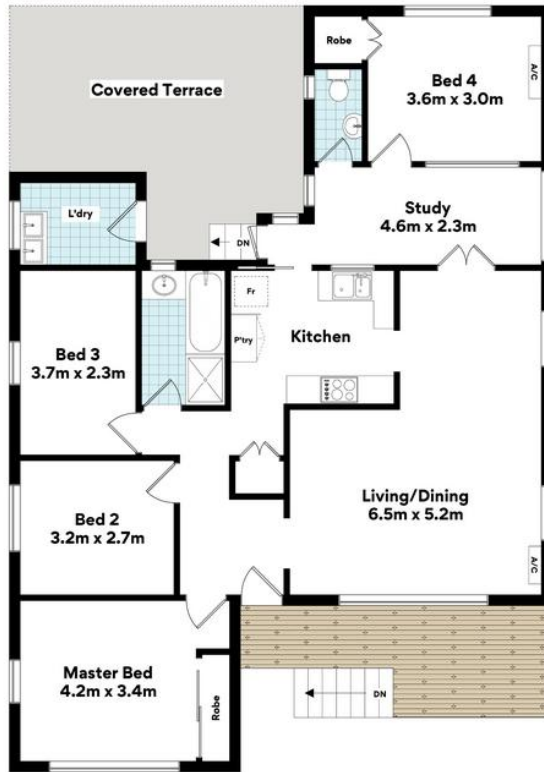 Robe
Bed 4
3.6m x 3.0m
A/C
Covered Terrace
L'dry
Study
4.6m x 2.3m
DN
Fr
P'try
Kitchen
Bed 3
3.7m x 2.3m
Living/Dining
6.5m x 5.2m
Bed 2
3.2m x 2.7m
A/C
Master Bed
4.2m x 3.4m
Robe
DN